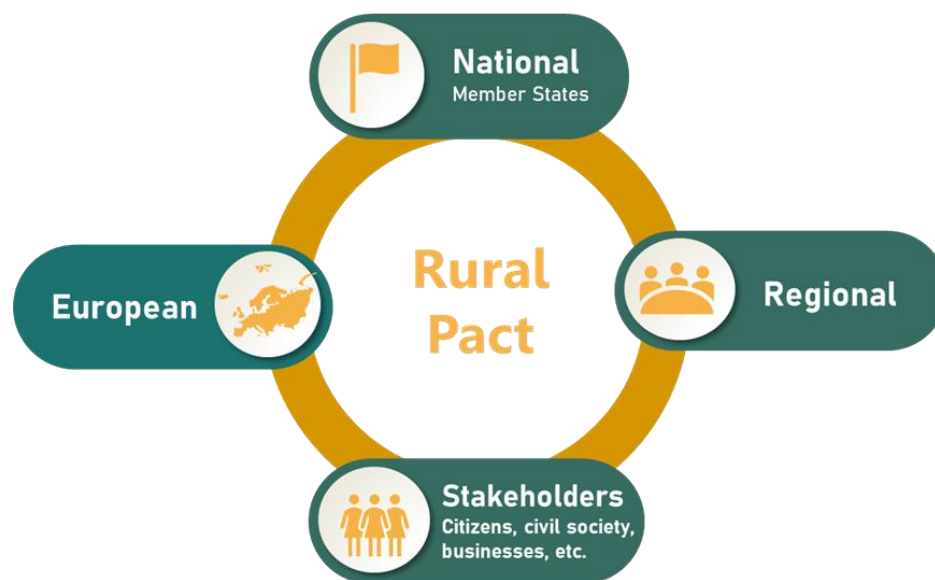 National
Member States
European
Rural
Pact
Regional
Stakeholders
Citizens, civil society,
businesses, etc.